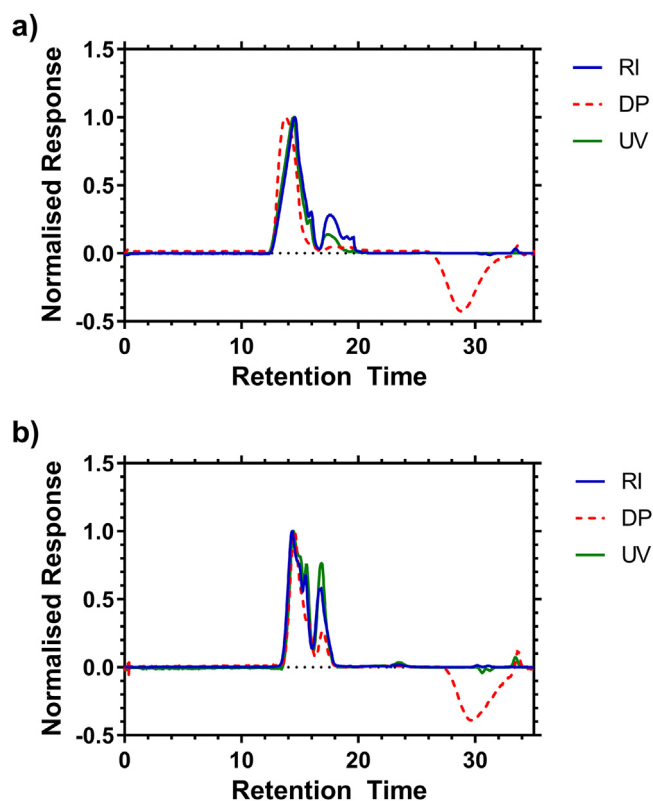 a)
1.5
1.0
0.5
0.0
-0.5
Normalised Response
0 10 20 30
Retention Time
RI
DP
UV
b)
1.5
1.0
0.5
0.0
-0.5
Normalised Response
0 10 20 30
Retention Time
RI
DP
UV